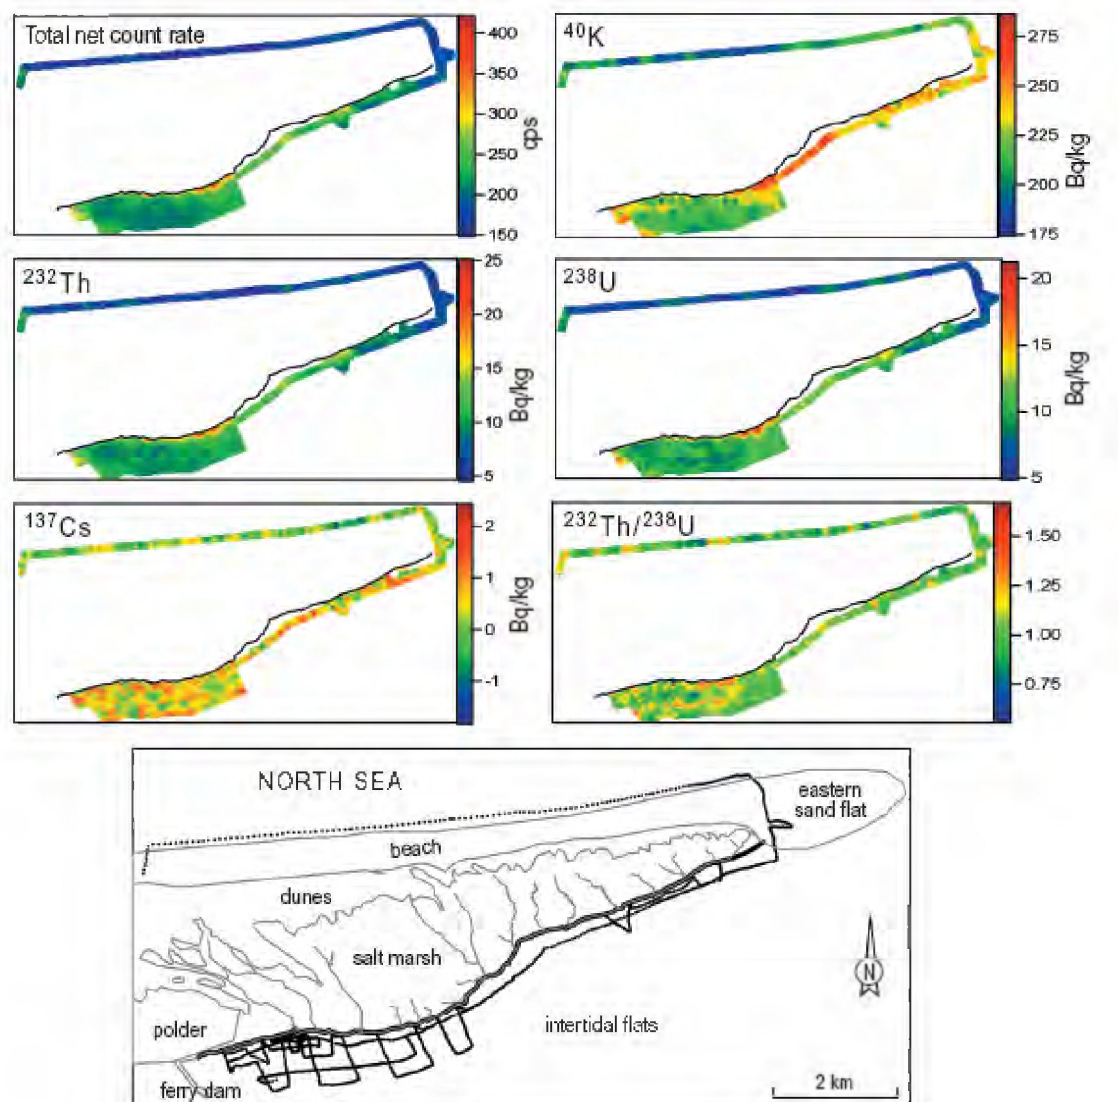 Total net count rate
400
350
300
250
200
150
cps
40K
275
250
225
200
175
Bq/kg
232Th
25
20
15
10
5
Bq/kg
238U
20
15
10
5
Bq/kg
137Cs
2
1
0
-1
Bq/kg
232Th/238U
1.50
1.25
1.00
0.75
NORTH SEA
eastern
sand flat
beach
dunes
salt marsh
N
polder
intertidal flats
ferry dam
2 km